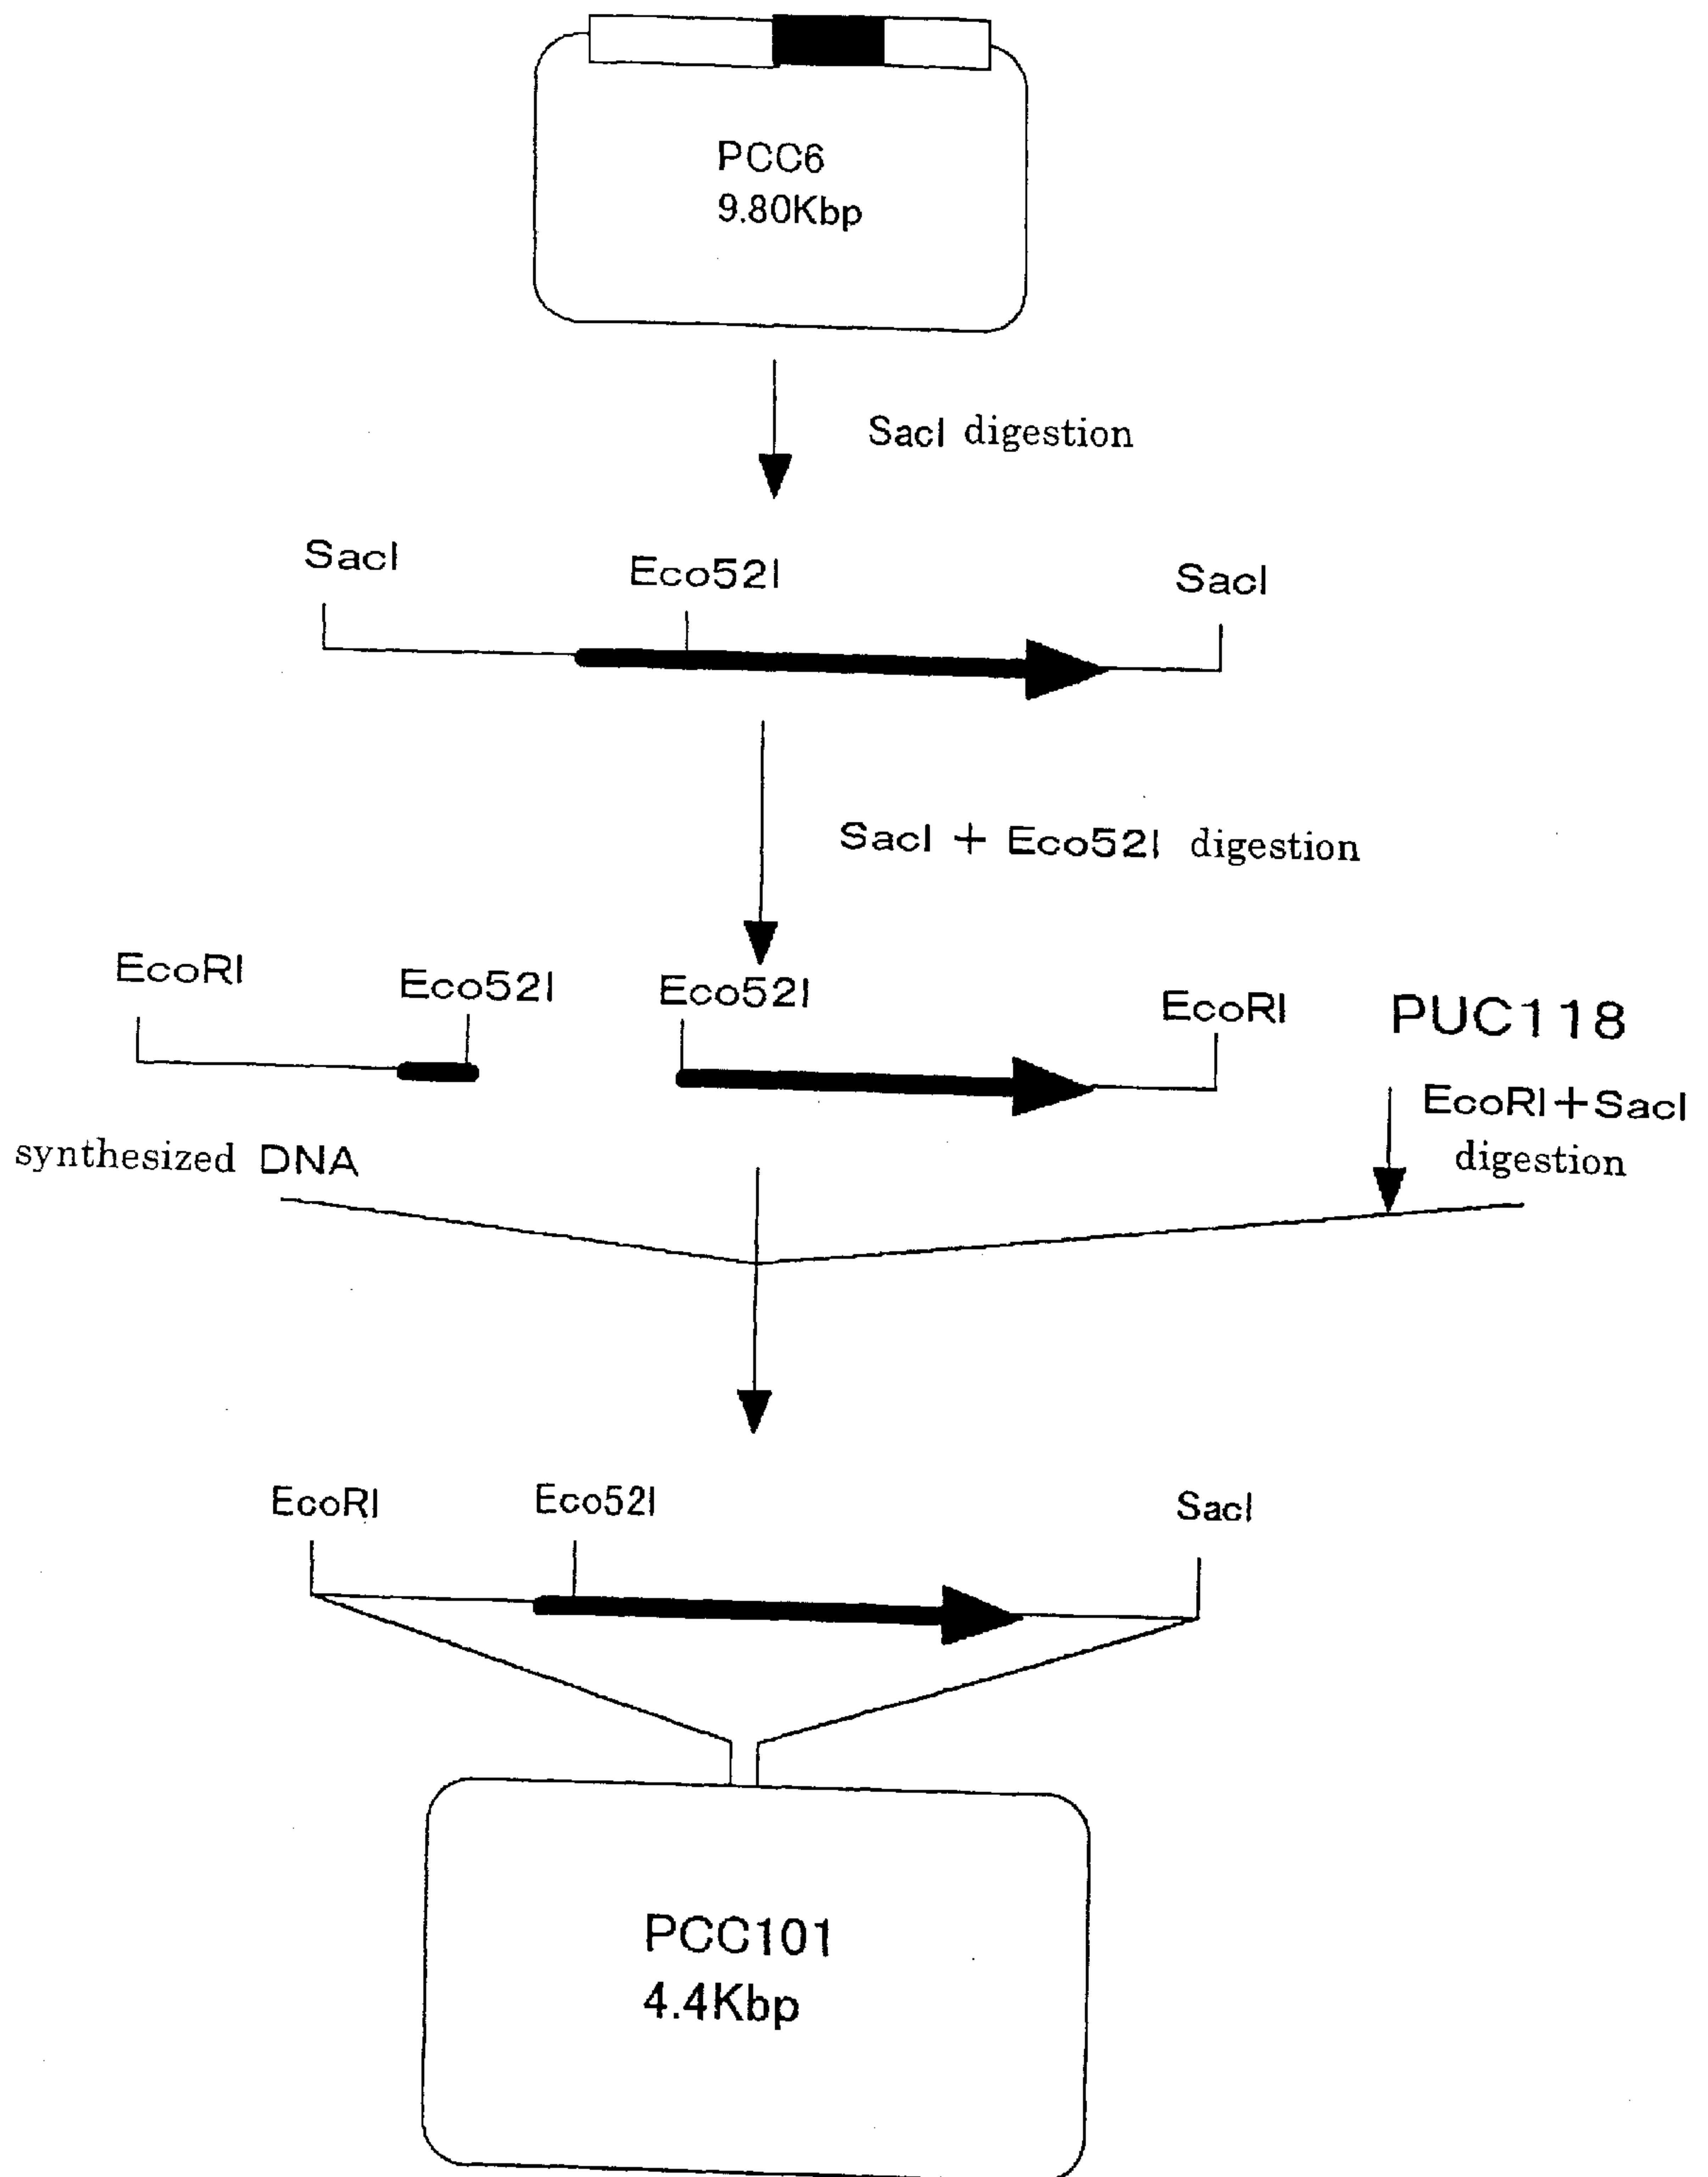 PCC6
9.80Kbp
SacI digestion
SacI
Eco52I
SacI
SacI + Eco52I digestion
EcoRI
Eco52I
Eco52I
EcoRI
PUC118
EcoRI+SacI
digestion
synthesized DNA
EcoRI
Eco52I
SacI
PCC101
4.4Kbp